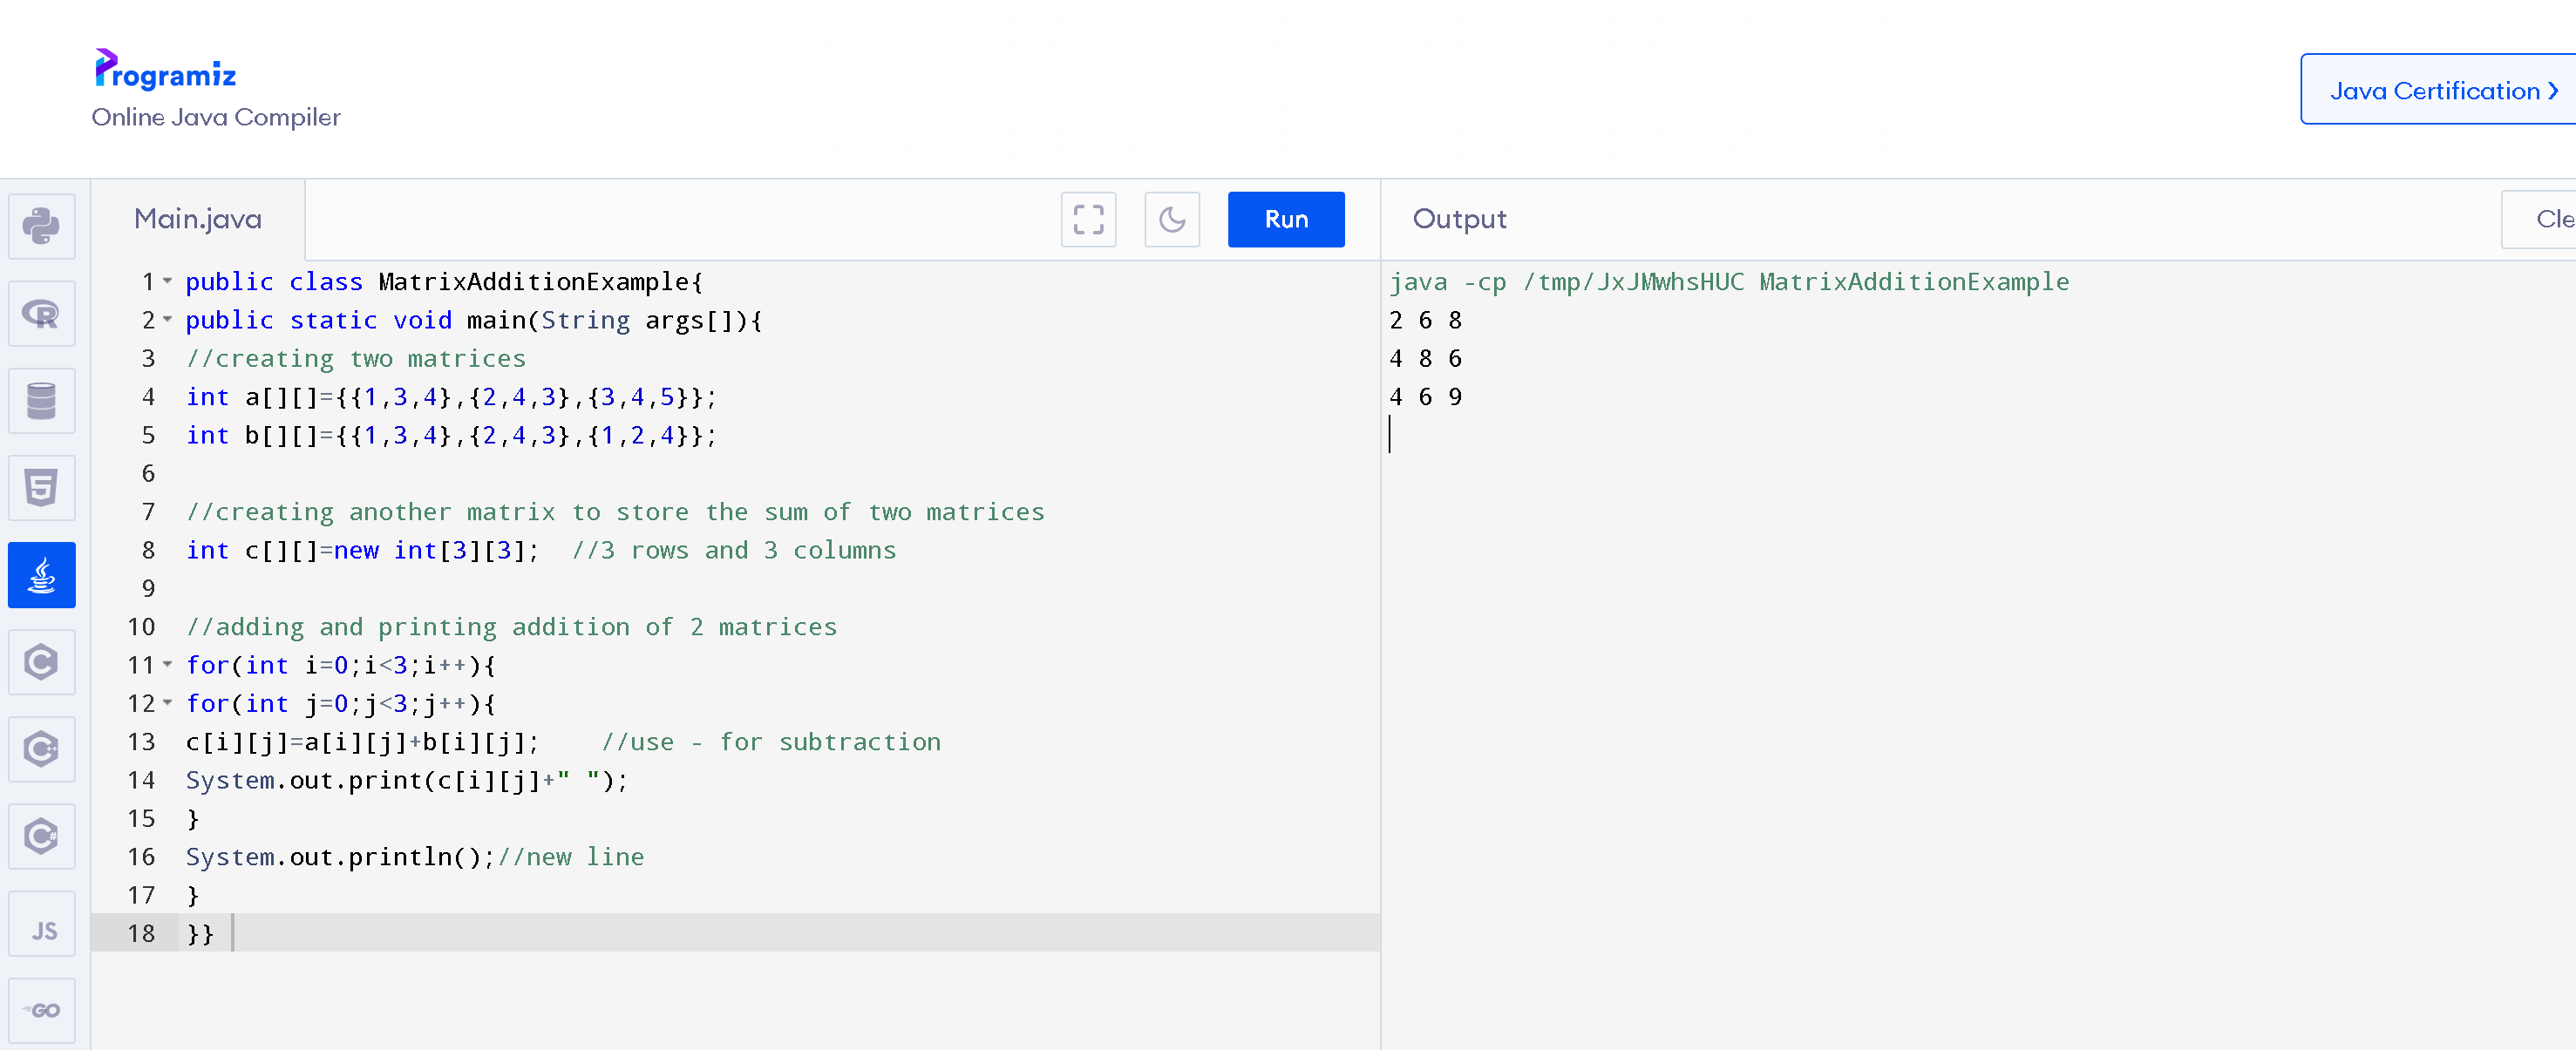 Programiz
Online Java Compiler
Java Certification ❯
Main.java
Run
Output
Cle
1 public class MatrixAdditionExample{
2 public static void main(String args[]){
3 //creating two matrices
4 int a[][]={{1,3,4},{2,4,3},{3,4,5}};
5 int b[][]={{1,3,4},{2,4,3},{1,2,4}};
6
7 //creating another matrix to store the sum of two matrices
8 int c[][]=new int[3][3];  //3 rows and 3 columns
9
10 //adding and printing addition of 2 matrices
11 for(int i=0;i<3;i++){
12 for(int j=0;j<3;j++){
13 c[i][j]=a[i][j]+b[i][j];    //use - for subtraction
14 System.out.print(c[i][j]+" ");
15 }
16 System.out.println();//new line
17 }
18 }}
java -cp /tmp/JxJMwhsHUC MatrixAdditionExample
2 6 8
4 8 6
4 6 9
R
5
C
C++
C#
JS
GO